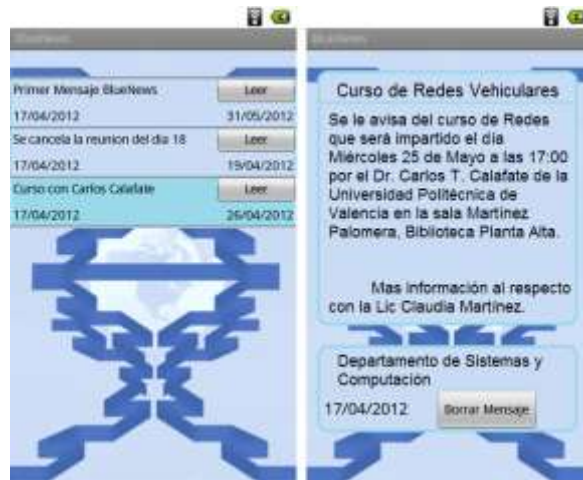 BlueNews
Primer Mensaje BlueNews
Leer
17/04/2012 31/05/2012
Se cancela la reunion del dia 18
Leer
17/04/2012 19/04/2012
Curso con Carlos Calafate
Leer
17/04/2012 26/04/2012
BlueNews
Curso de Redes Vehiculares
Se le avisa del curso de Redes
que será impartido el día
Miércoles 25 de Mayo a las 17:00
por el Dr. Carlos T. Calafate de la
Universidad Politécnica de
Valencia en la sala Martínez
Palomera, Biblioteca Planta Alta.
Mas Información al respecto
con la Lic Claudia Martínez.
Departamento de Sistemas y
Computación
17/04/2012 Borrar Mensaje